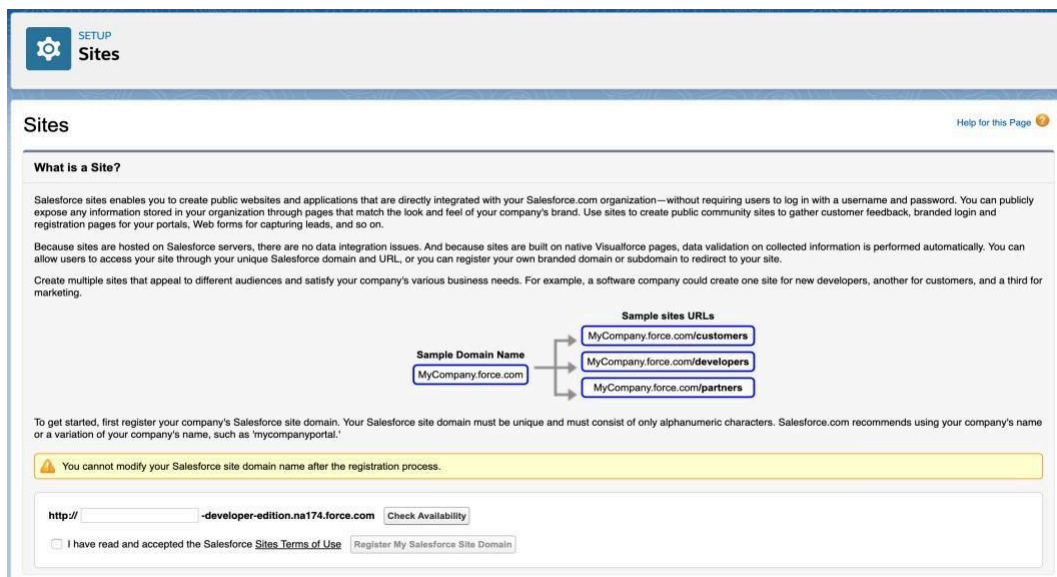 SETUP
Sites
Sites
Help for this Page
What is a Site?
Salesforce sites enables you to create public websites and applications that are directly integrated with your Salesforce.com organization—without requiring users to log in with a username and password. You can publicly
expose any information stored in your organization through pages that match the look and feel of your company's brand. Use sites to create public community sites to gather customer feedback, branded login and
registration pages for your portals, Web forms for capturing leads, and so on.
Because sites are hosted on Salesforce servers, there are no data integration issues. And because sites are built on native Visualforce pages, data validation on collected information is performed automatically. You can
allow users to access your site through your unique Salesforce domain and URL, or you can register your own branded domain or subdomain to redirect to your site.
Create multiple sites that appeal to different audiences and satisfy your company's various business needs. For example, a software company could create one site for new developers, another for customers, and a third for
marketing.
Sample sites URLs
MyCompany.force.com/customers
Sample Domain Name
MyCompany.force.com/developers
MyCompany.force.com
MyCompany.force.com/partners
To get started, first register your company's Salesforce site domain. Your Salesforce site domain must be unique and must consist of only alphanumeric characters. Salesforce.com recommends using your company's name
or a variation of your company's name, such as 'mycompanyportal.'
You cannot modify your Salesforce site domain name after the registration process.
http:// -developer-edition.na174.force.com Check Availability
I have read and accepted the Salesforce Sites Terms of Use Register My Salesforce Site Domain